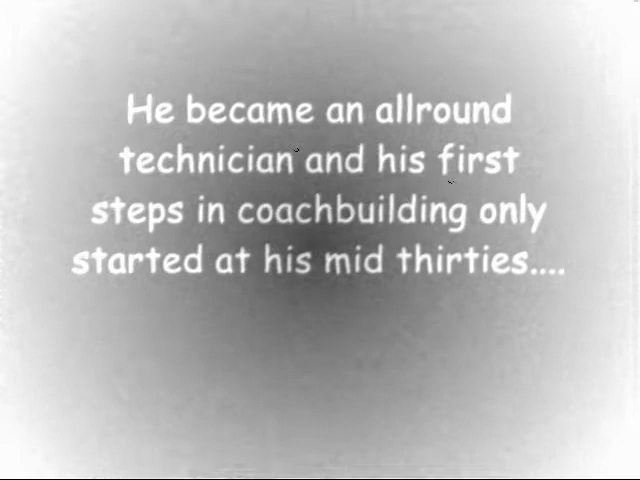 He became an allround
technician and his first
steps in coachbuilding only
started at his mid thirties....